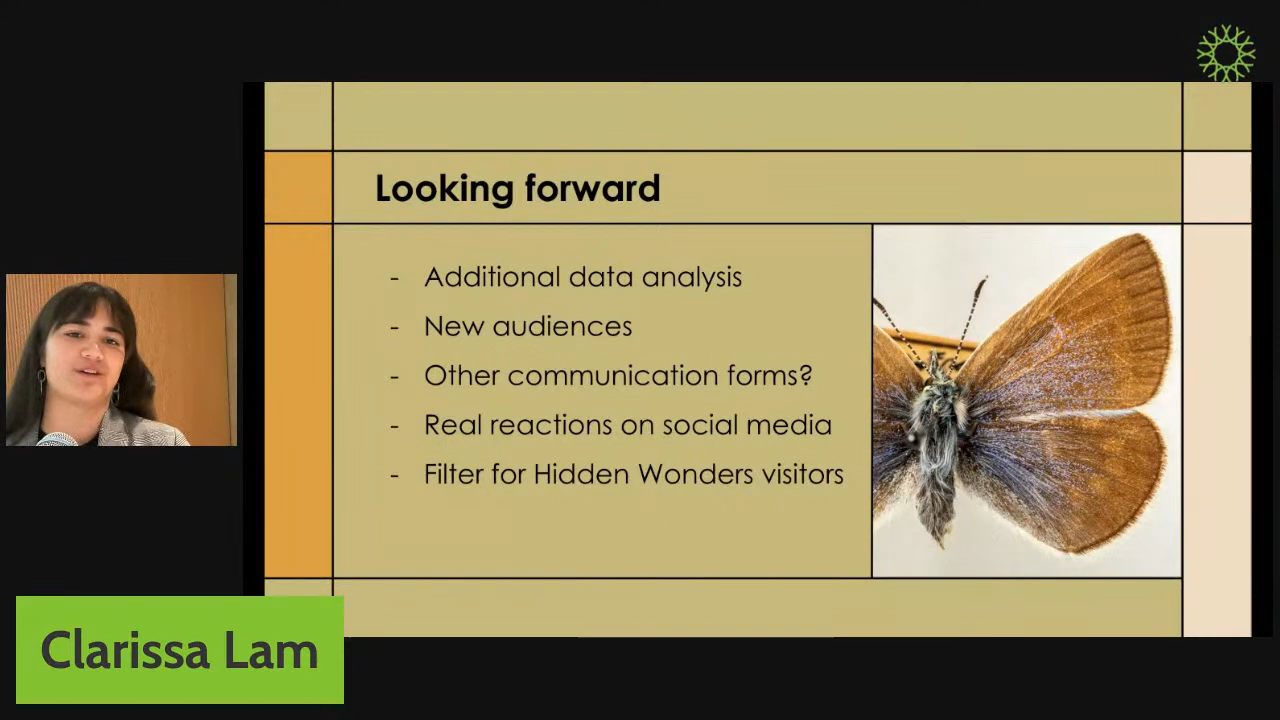 Looking forward
- Additional data analysis
- New audiences
- Other communication forms?
- Real reactions on social media
- Filter for Hidden Wonders visitors
Clarissa Lam